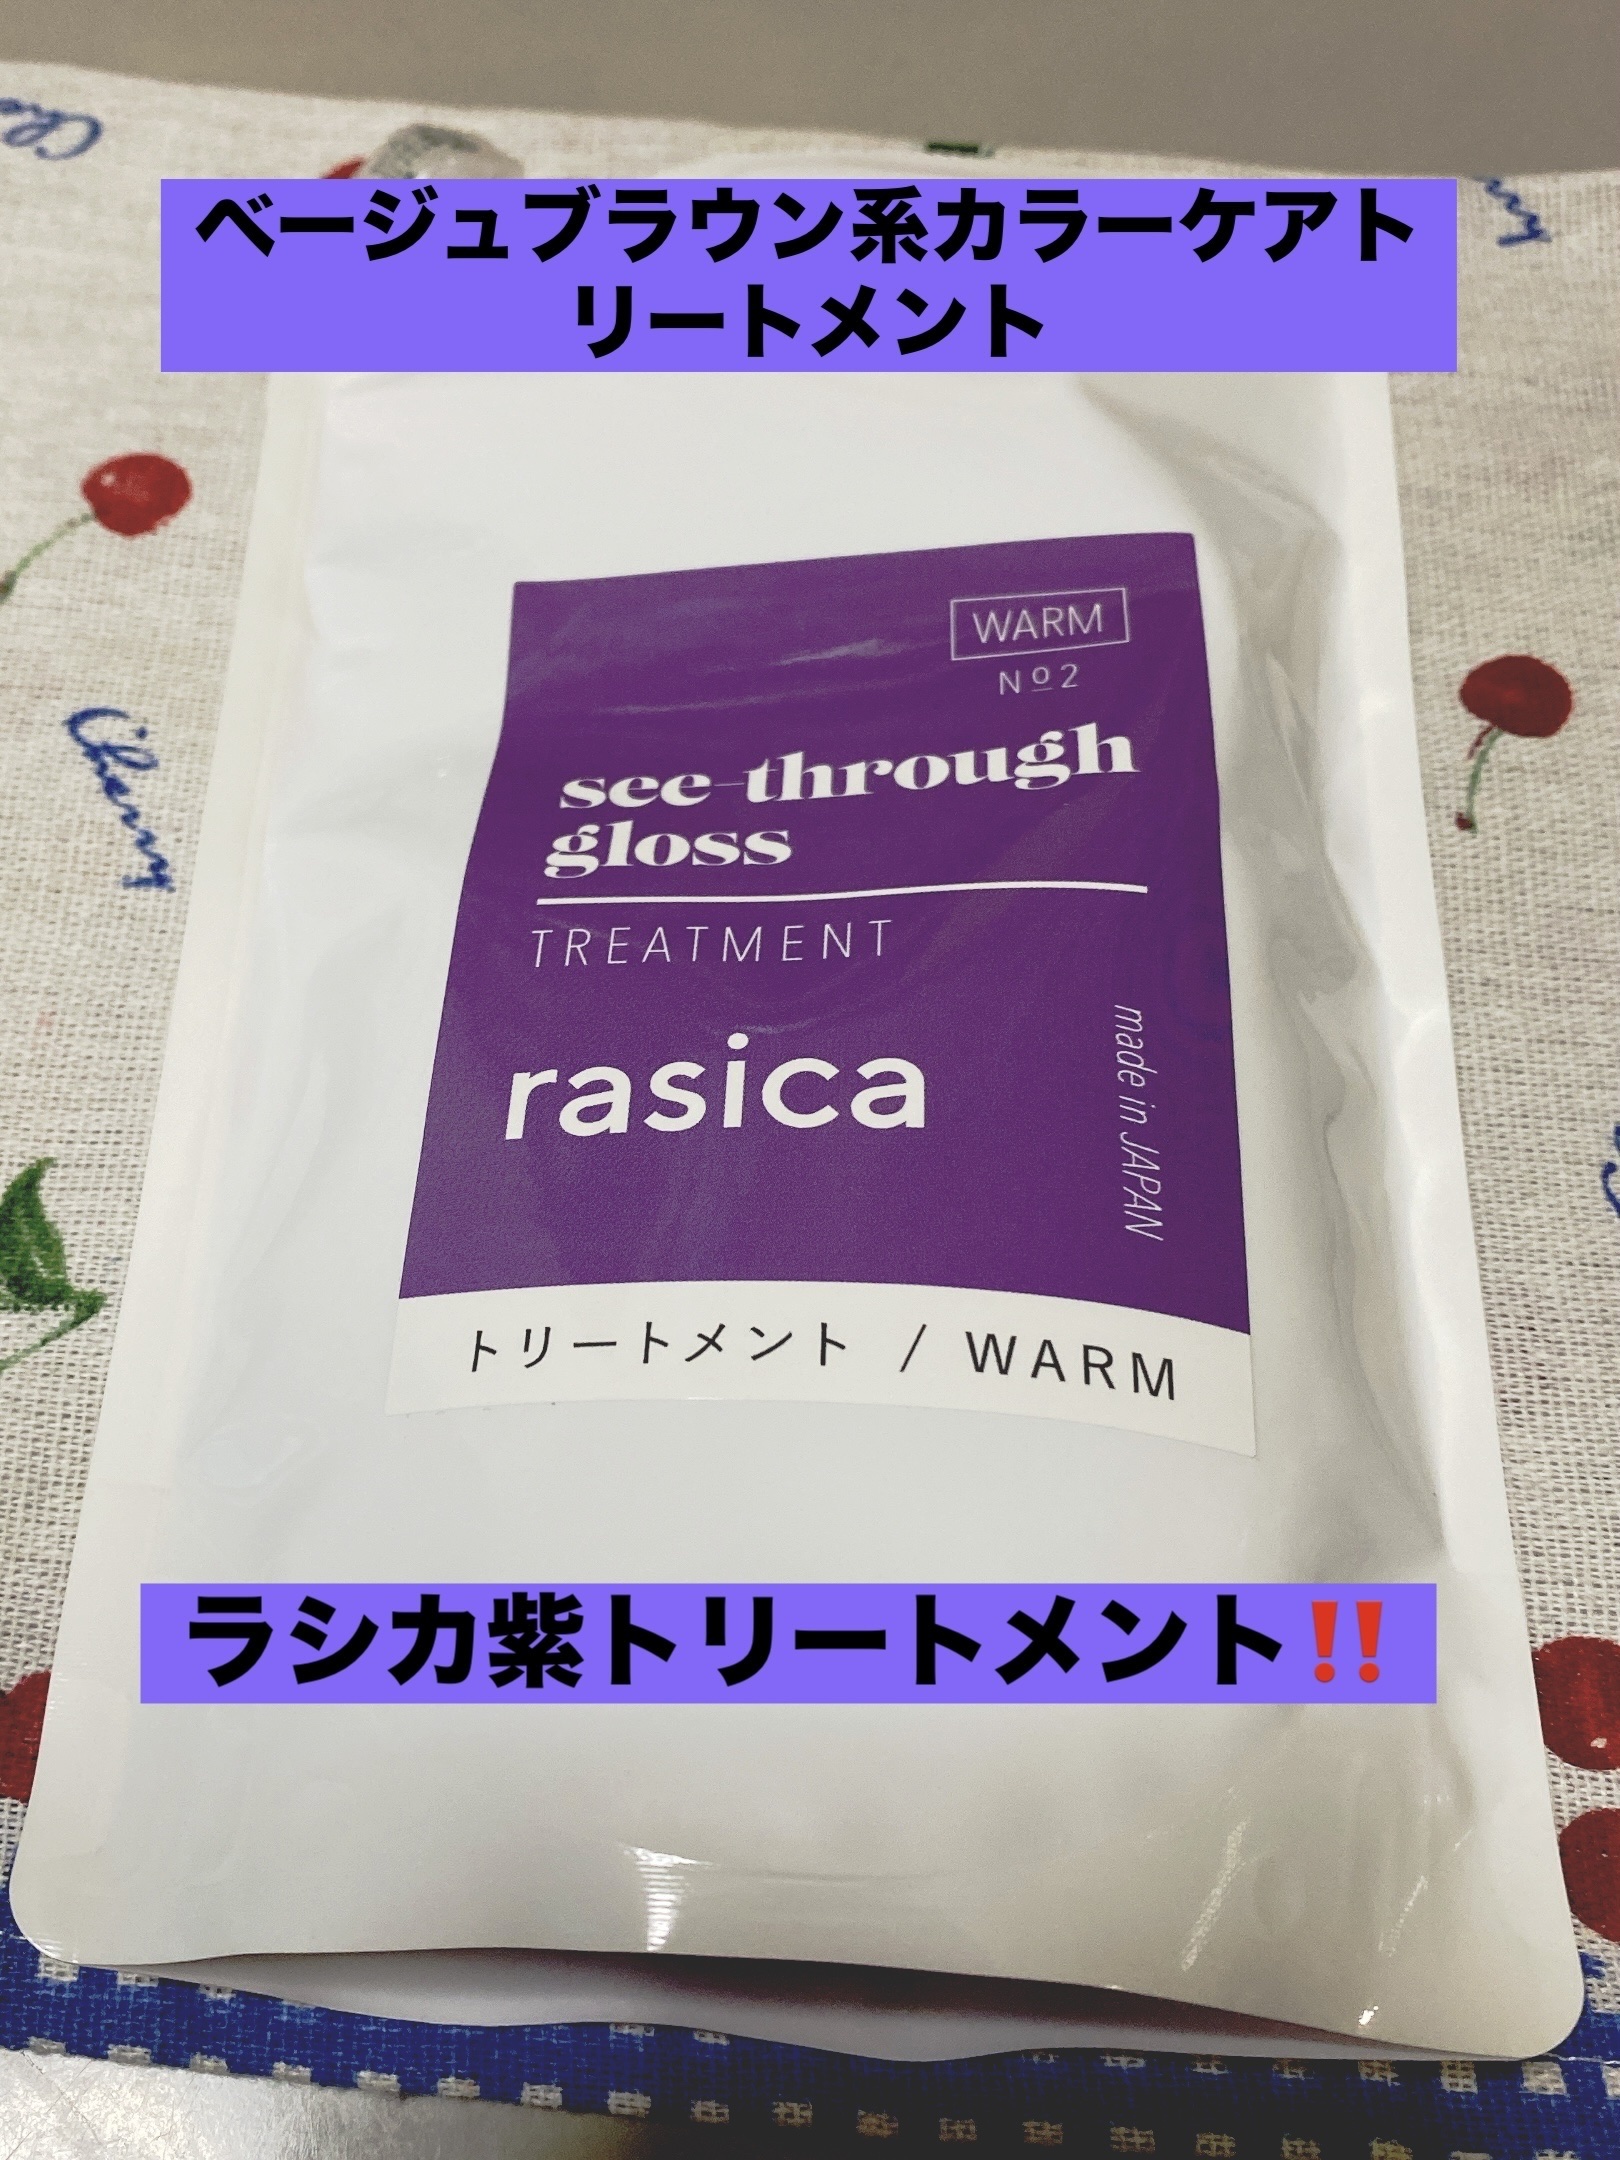 Che
ベージュブラウン系カラーケアト
リートメント
WARM
Nº2
see-through
gloss
TREATMENT
rasica
made in JAPAN
トリートメント / WARM
Cherry
ラシカ紫トリートメント‼️